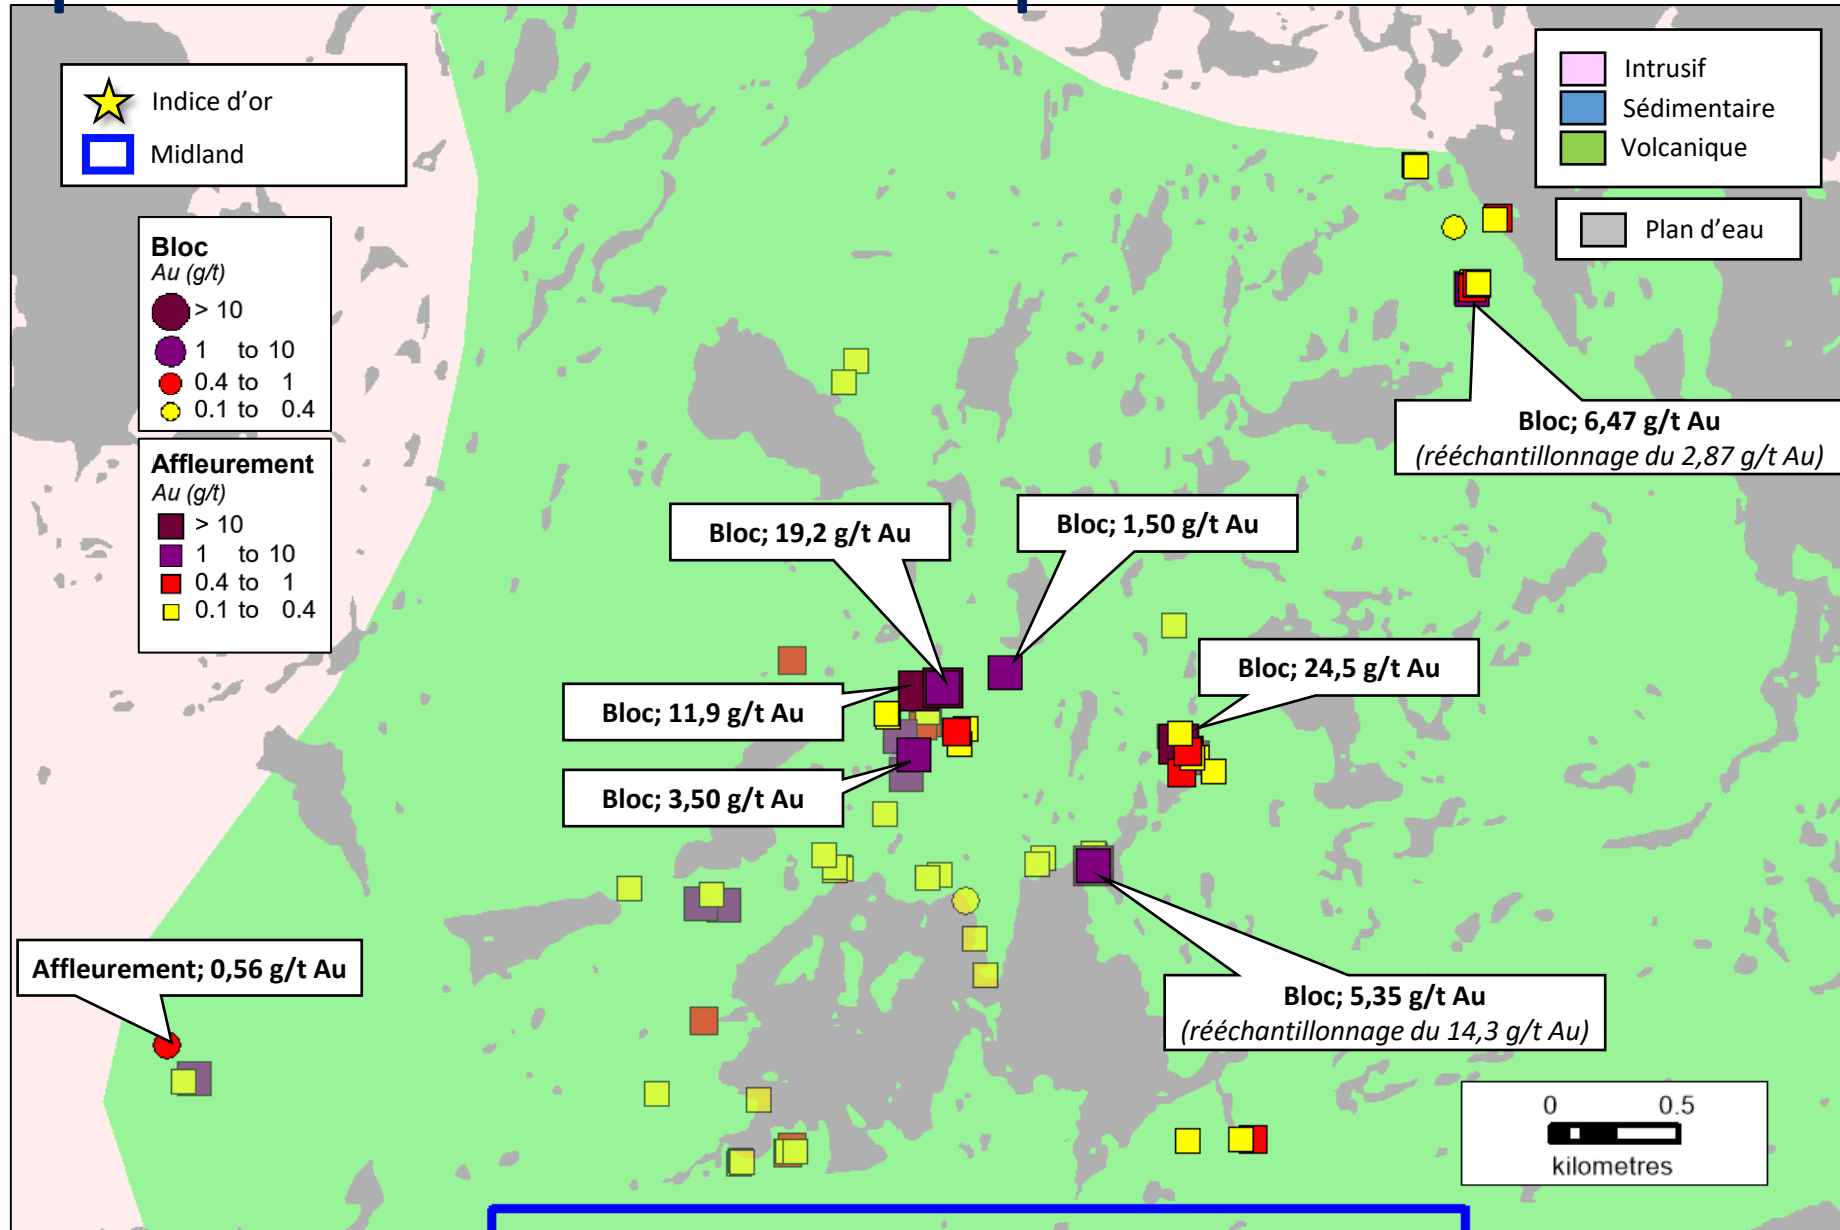 Indice d'or
Midland
Intrusif
Sédimentaire
Volcanique
Plan d'eau
Bloc
Au (g/t)
> 10
1 to 10
0.4 to 1
0.1 to 0.4
Affleurement
Au (g/t)
> 10
1 to 10
0.4 to 1
0.1 to 0.4
Bloc; 6,47 g/t Au
(rééchantillonnage du 2,87 g/t Au)
Bloc; 19,2 g/t Au
Bloc; 1,50 g/t Au
Bloc; 24,5 g/t Au
Bloc; 11,9 g/t Au
Bloc; 3,50 g/t Au
Affleurement; 0,56 g/t Au
Bloc; 5,35 g/t Au
(rééchantillonnage du 14,3 g/t Au)
0 0.5
kilometres